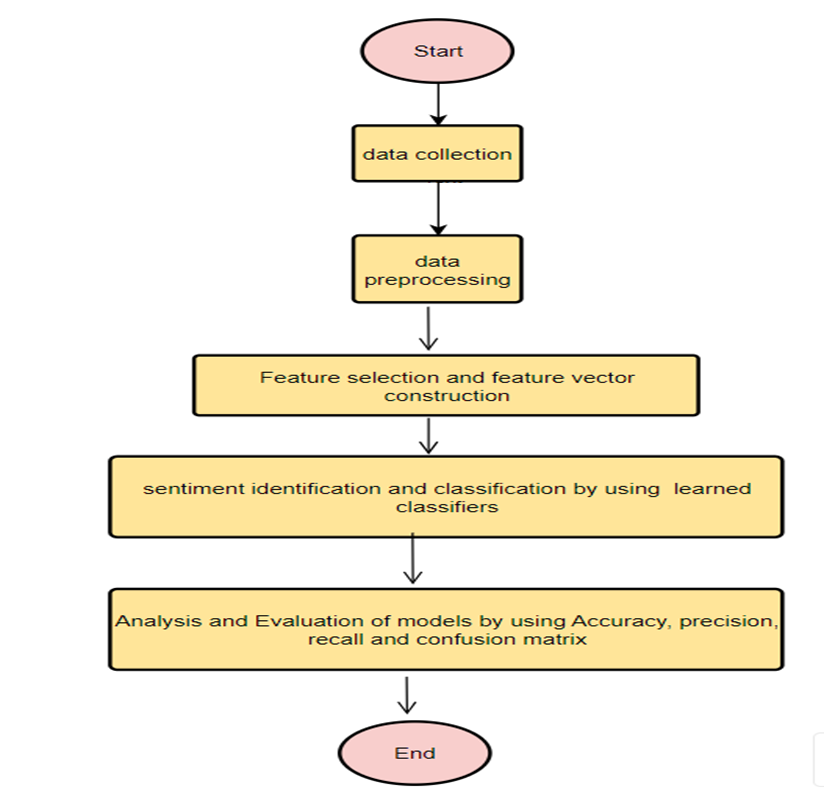 Start
data collection
data
preprocessing
Feature selection and feature vector
construction
sentiment identification and classification by using  learned
classifiers
Analysis and Evaluation of models by using Accuracy, precision,
recall and confusion matrix
End